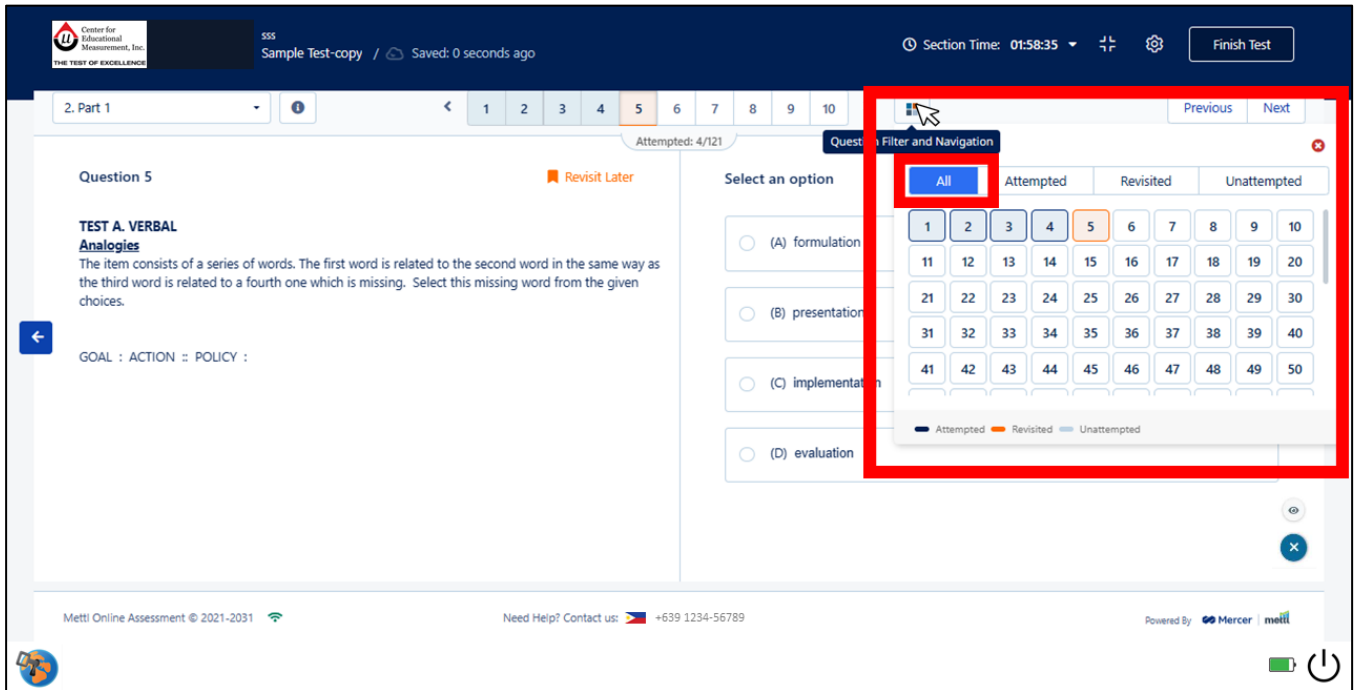 Center for
Educational
Measurement, Inc.
THE TEST OF EXCELLENCE
sss
Sample Test-copy / Saved: 0 seconds ago
Section Time: 01:58:35
Finish Test
2. Part 1
1 2 3 4 5 6 7 8 9 10
Previous Next
Attempted: 4/121
Question Filter and Navigation
Question 5
Revisit Later
TEST A. VERBAL
Analogies
The item consists of a series of words. The first word is related to the second word in the same way as
the third word is related to a fourth one which is missing. Select this missing word from the given
choices.
GOAL : ACTION :: POLICY :
Select an option
(A) formulation
(B) presentation
(C) implementation
(D) evaluation
All Attempted Revisited Unattempted
1 2 3 4 5 6 7 8 9 10
11 12 13 14 15 16 17 18 19 20
21 22 23 24 25 26 27 28 29 30
31 32 33 34 35 36 37 38 39 40
41 42 43 44 45 46 47 48 49 50
Attempted Revisited Unattempted
Mettl Online Assessment © 2021-2031
Need Help? Contact us: +639 1234-56789
Powered By Mercer | mettl